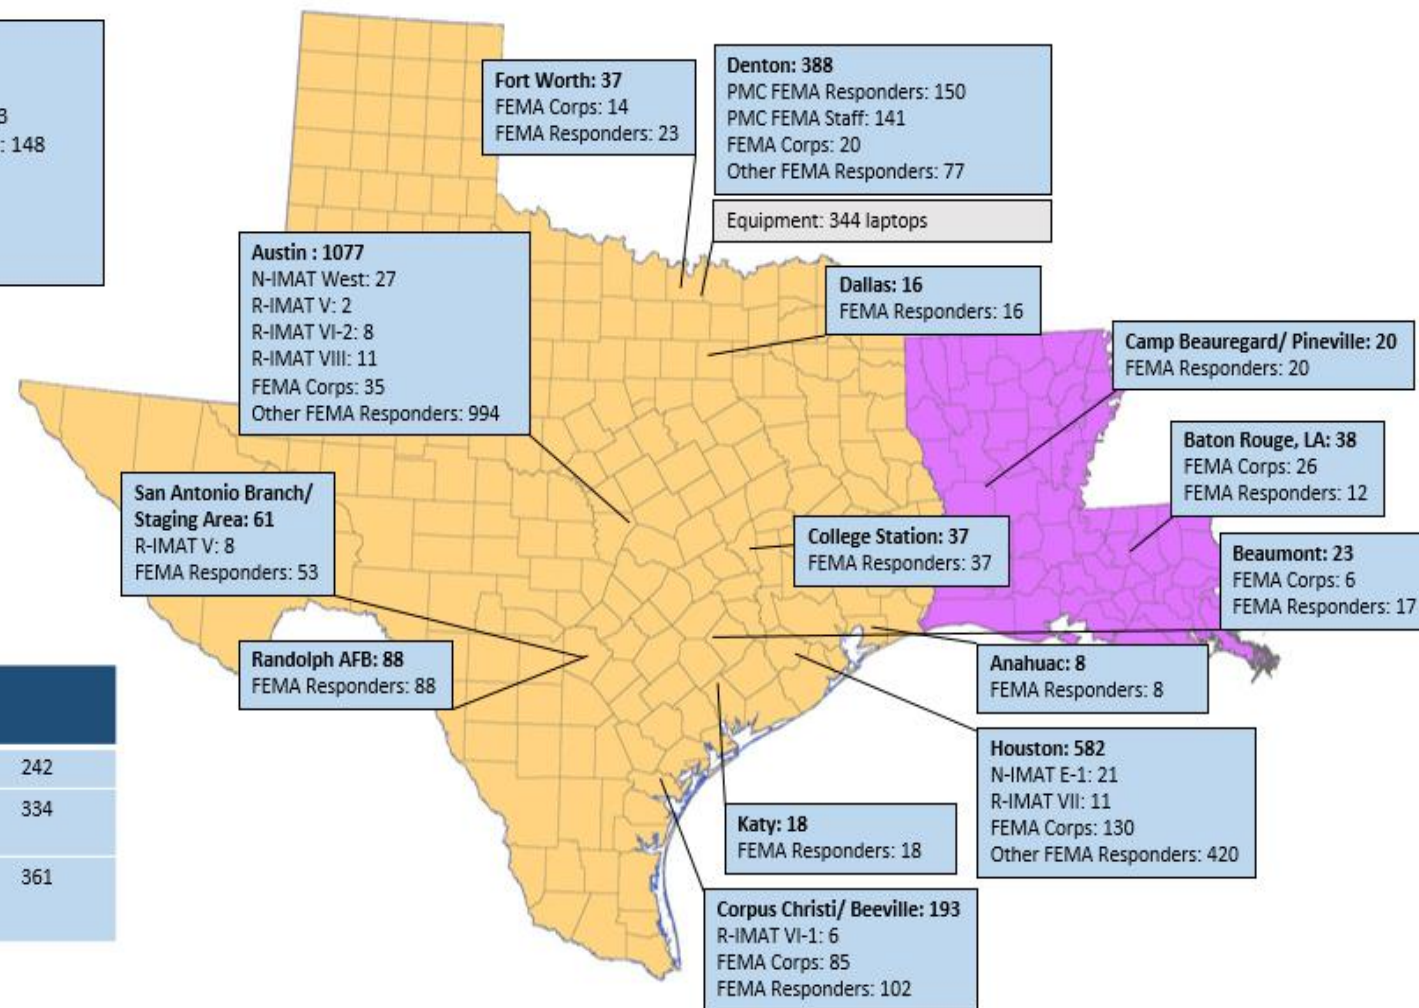 3
: 148
Fort Worth: 37
FEMA Corps: 14
FEMA Responders: 23
Denton: 388
PMC FEMA Responders: 150
PMC FEMA Staff: 141
FEMA Corps: 20
Other FEMA Responders: 77
Equipment: 344 laptops
Austin : 1077
N-IMAT West: 27
R-IMAT V: 2
R-IMAT VI-2: 8
R-IMAT VIII: 11
FEMA Corps: 35
Other FEMA Responders: 994
Dallas: 16
FEMA Responders: 16
Camp Beauregard/ Pineville: 20
FEMA Responders: 20
Baton Rouge, LA: 38
FEMA Corps: 26
FEMA Responders: 12
San Antonio Branch/
Staging Area: 61
R-IMAT V: 8
FEMA Responders: 53
College Station: 37
FEMA Responders: 37
Beaumont: 23
FEMA Corps: 6
FEMA Responders: 17
Randolph AFB: 88
FEMA Responders: 88
Anahuac: 8
FEMA Responders: 8
Houston: 582
N-IMAT E-1: 21
R-IMAT VII: 11
FEMA Corps: 130
Other FEMA Responders: 420
242
334
361
Katy: 18
FEMA Responders: 18
Corpus Christi/ Beeville: 193
R-IMAT VI-1: 6
FEMA Corps: 85
FEMA Responders: 102